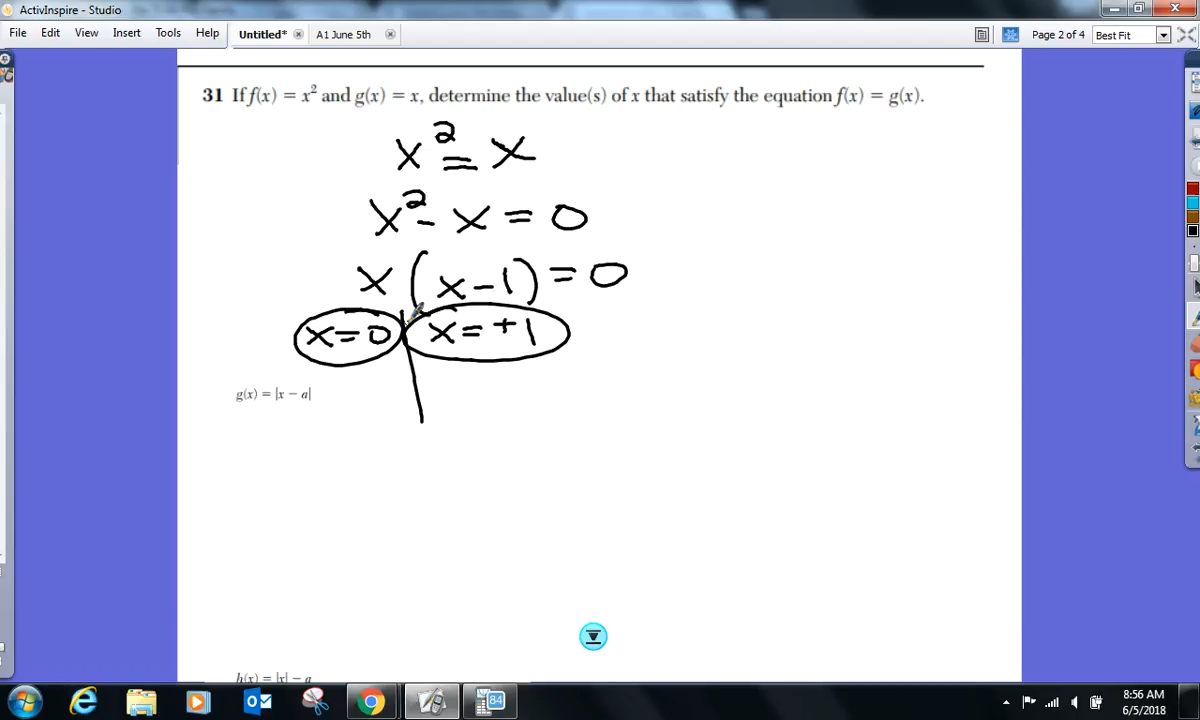 ActivInspire - Studio
File Edit View Insert Tools Help Untitled* A1 June 5th Page 2 of 4 Best Fit
31 If f(x) = x² and g(x) = x, determine the value(s) of x that satisfy the equation f(x) = g(x).
x² = x
x² - x = 0
x (x-1) = 0
x=0 x=+1
g(x) = |x − a|
h(x) = |x| − a
84
8:56 AM
6/5/2018